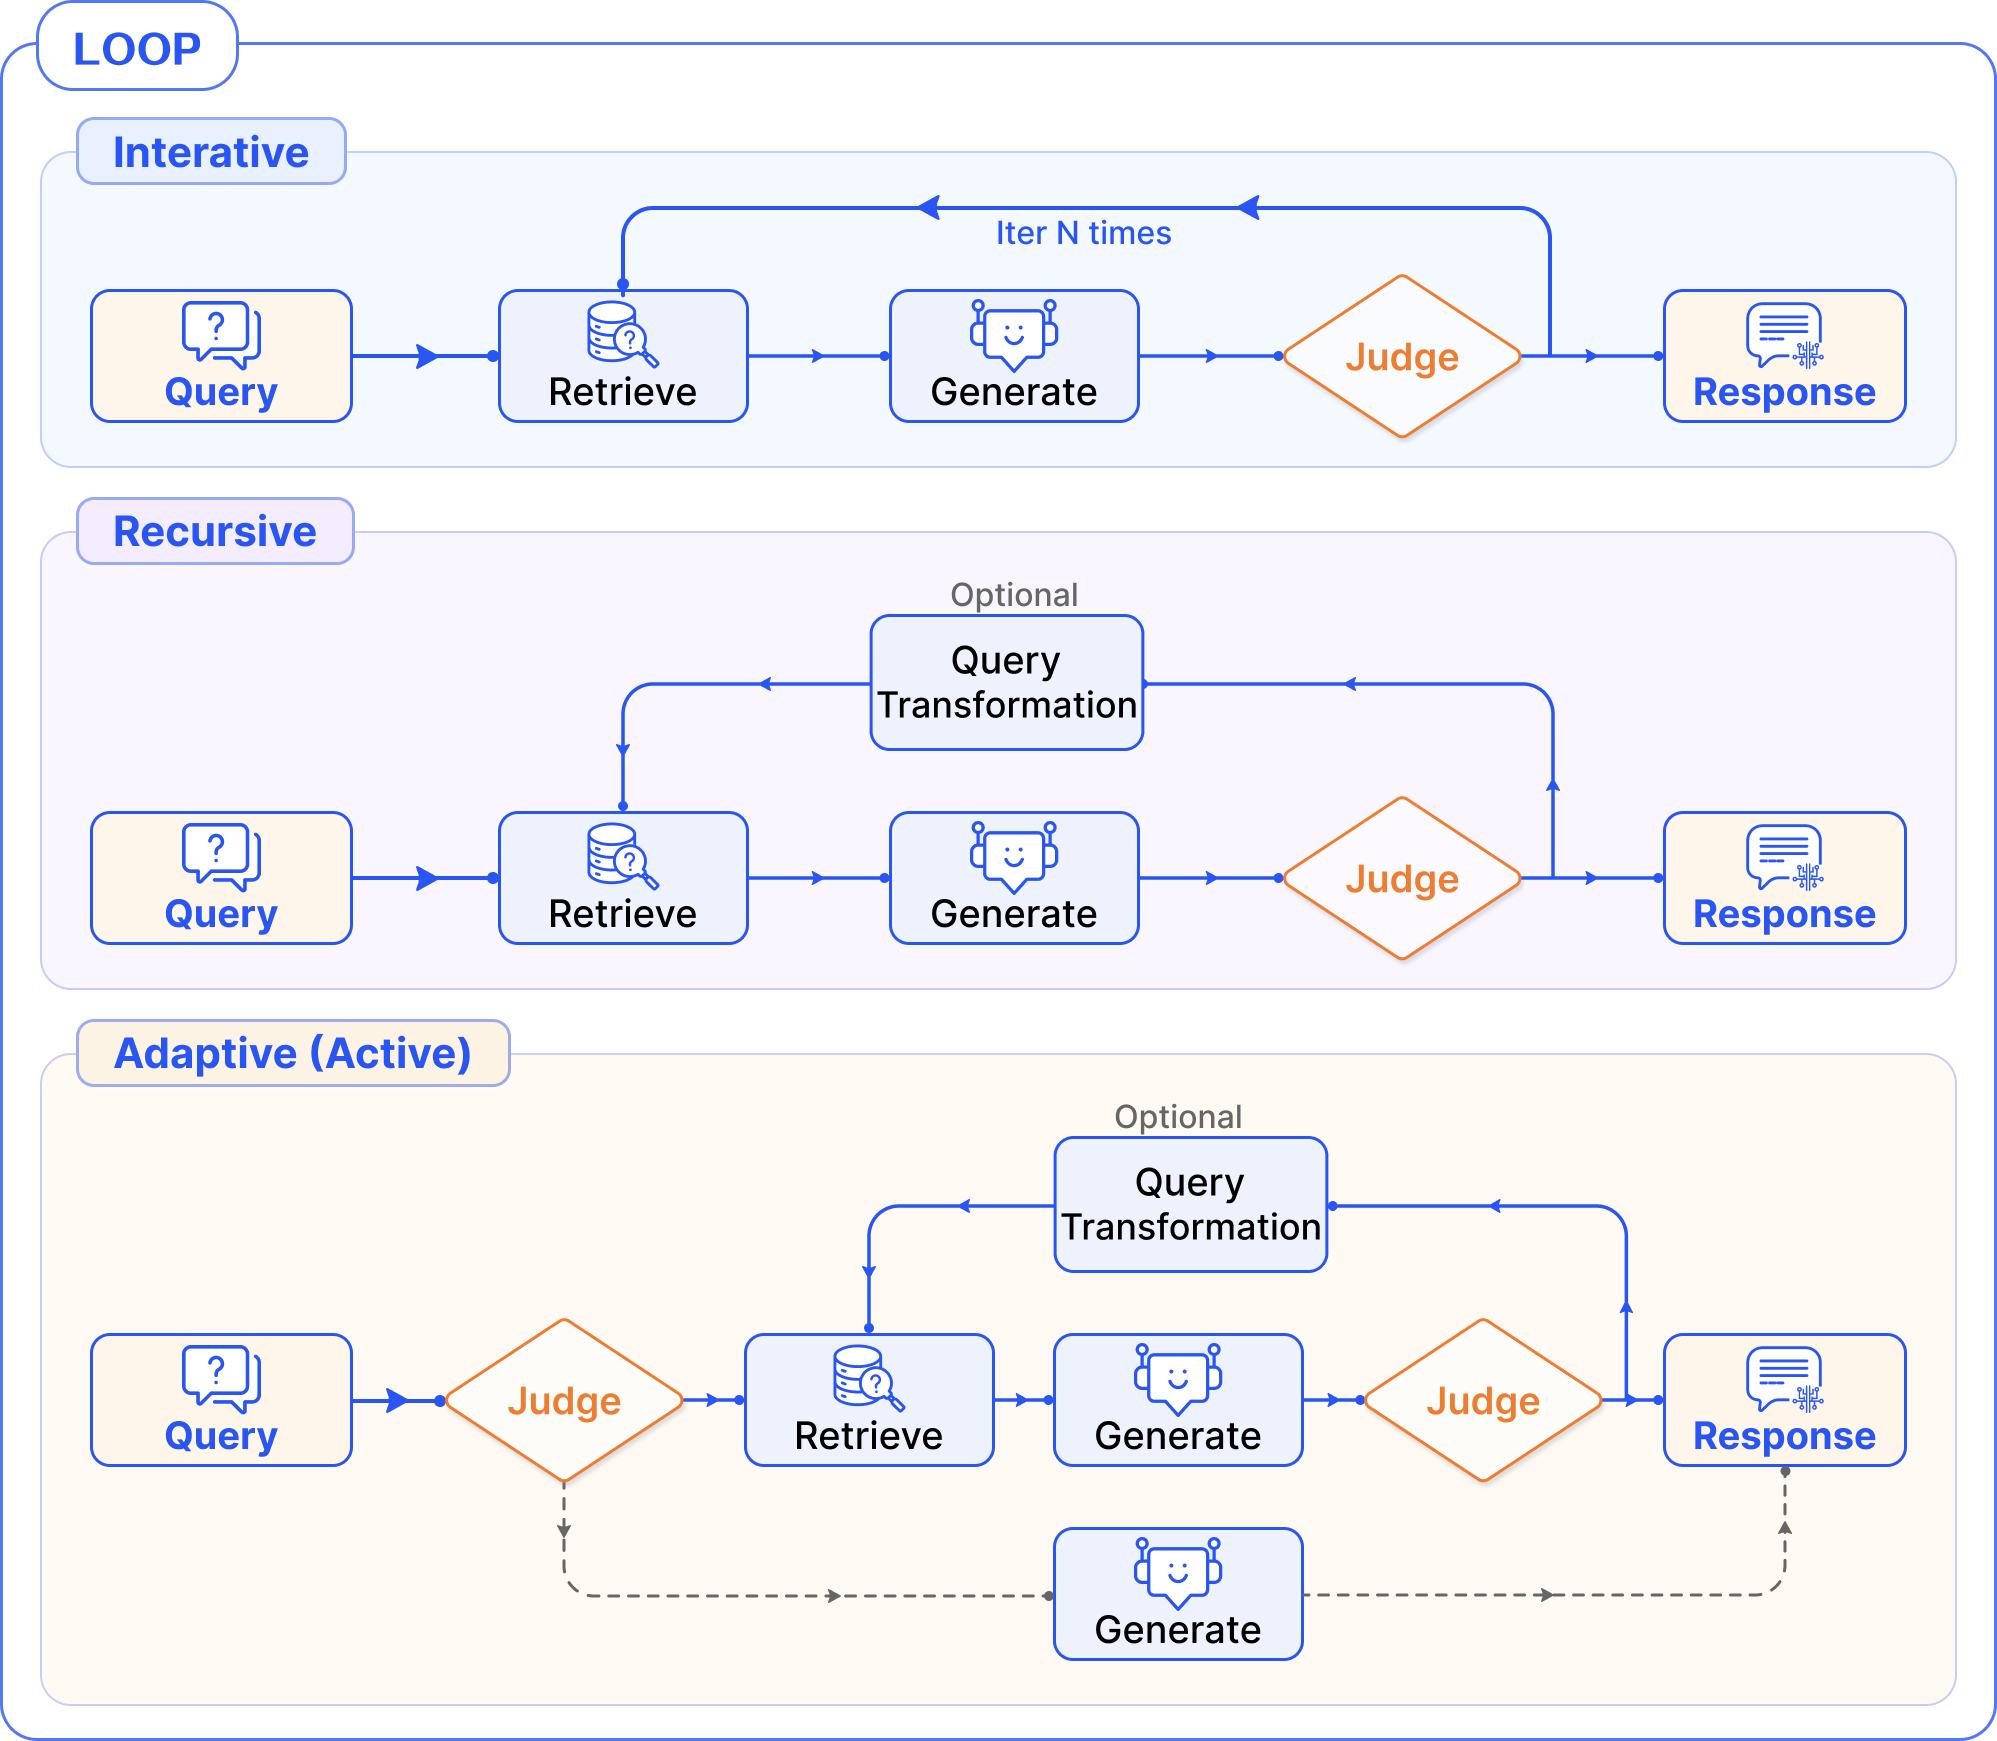 LOOP
Interative
Iter N times
Query
Retrieve
Generate
Judge
Response
Recursive
Optional
Query
Transformation
Query
Retrieve
Generate
Judge
Response
Adaptive (Active)
Optional
Query
Transformation
Query
Judge
Retrieve
Generate
Judge
Response
Generate